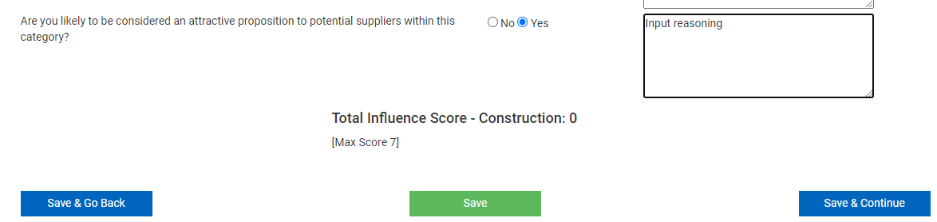 Are you likely to be considered an attractive proposition to potential suppliers within this
category?
No Yes
Input reasoning
Total Influence Score - Construction: 0
[Max Score 7]
Save & Go Back
Save
Save & Continue